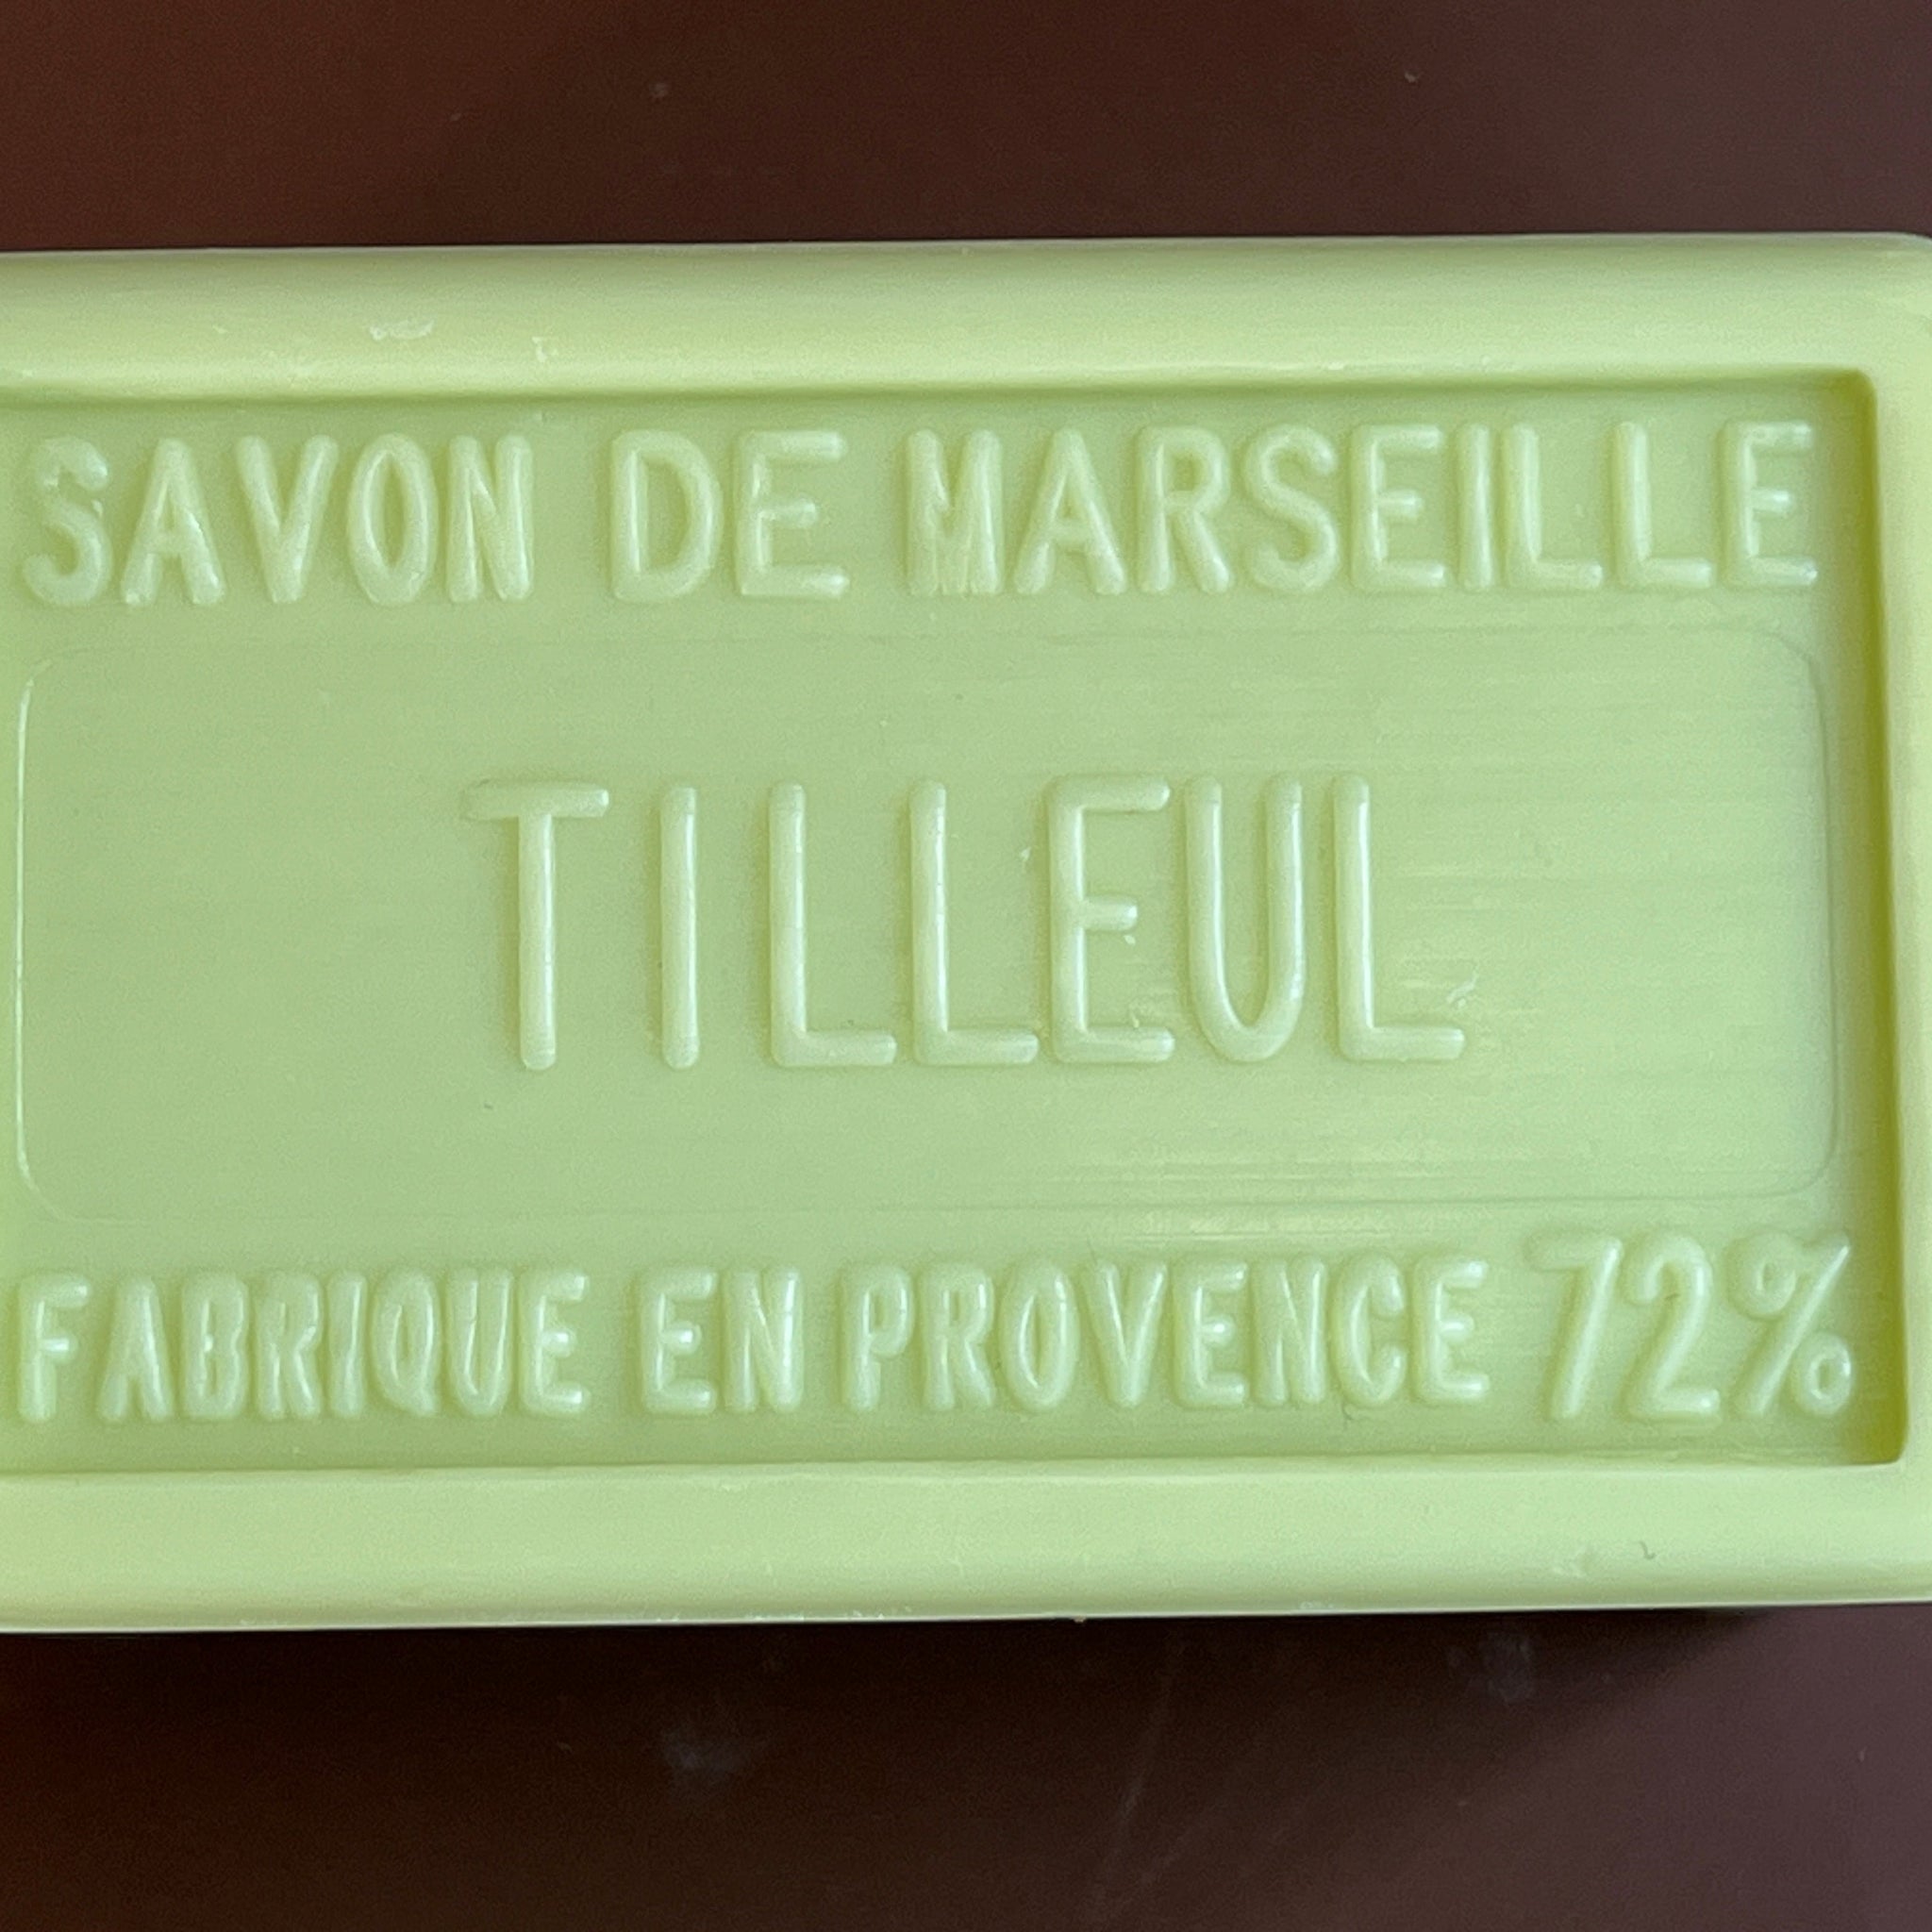 SAVON DE MARSEILLE
TILLEUL
FABRIQUE EN PROVENCE 72%